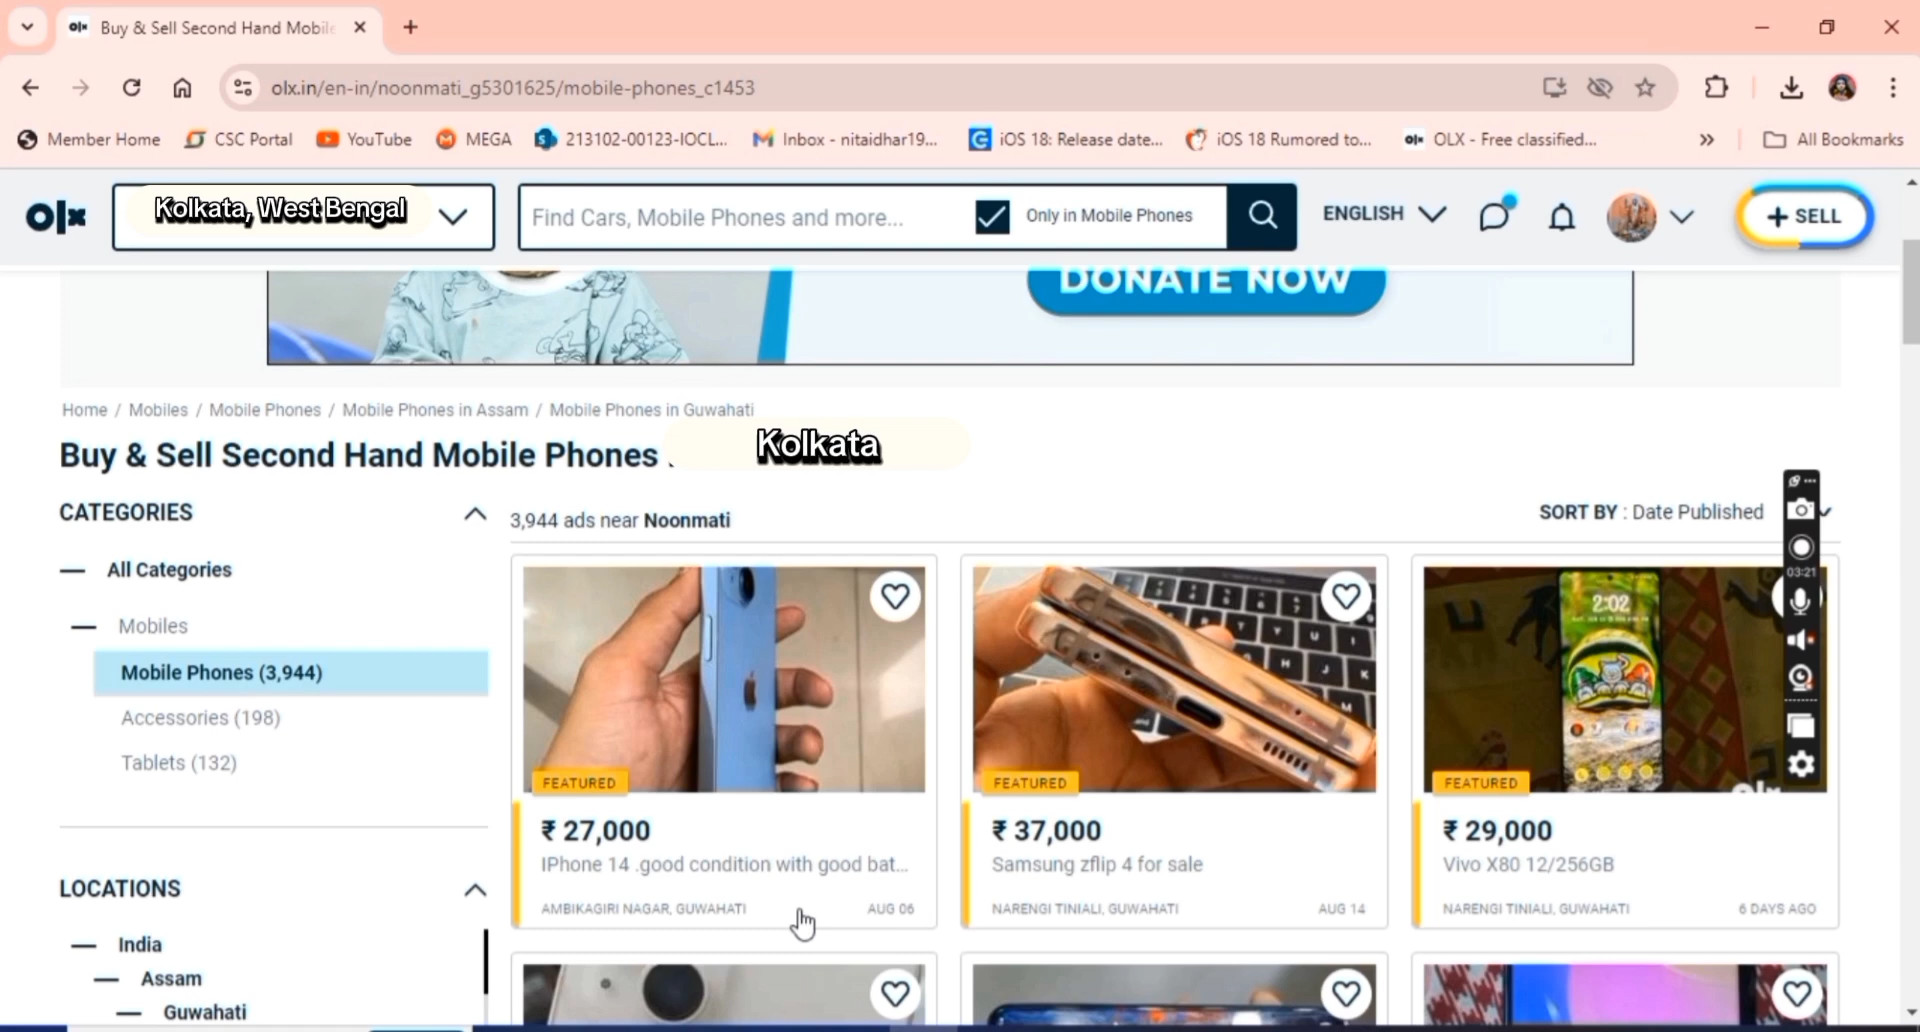 Buy & Sell Second Hand Mobile
olx.in/en-in/noonmati_g5301625/mobile-phones_c1453
Member Home CSC Portal YouTube MEGA 213102-00123-IOCL... Inbox - nitaidhar19... iOS 18: Release date... iOS 18 Rumored to... OLX - Free classified... » All Bookmarks
olx Kolkata, West Bengal Find Cars, Mobile Phones and more... Only in Mobile Phones ENGLISH + SELL
DONATE NOW
Home / Mobiles / Mobile Phones / Mobile Phones in Assam / Mobile Phones in Guwahati
Buy & Sell Second Hand Mobile Phones Kolkata
CATEGORIES
All Categories
Mobiles
Mobile Phones (3,944)
Accessories (198)
Tablets (132)
LOCATIONS
India
Assam
Guwahati
3,944 ads near Noonmati
SORT BY : Date Published
03:21
FEATURED
₹ 27,000
IPhone 14 .good condition with good bat...
AMBIKAGIRI NAGAR, GUWAHATI AUG 06
FEATURED
₹ 37,000
Samsung zflip 4 for sale
NARENGI TINIALI, GUWAHATI AUG 14
2:02
FEATURED
₹ 29,000
Vivo X80 12/256GB
NARENGI TINIALI, GUWAHATI 6 DAYS AGO